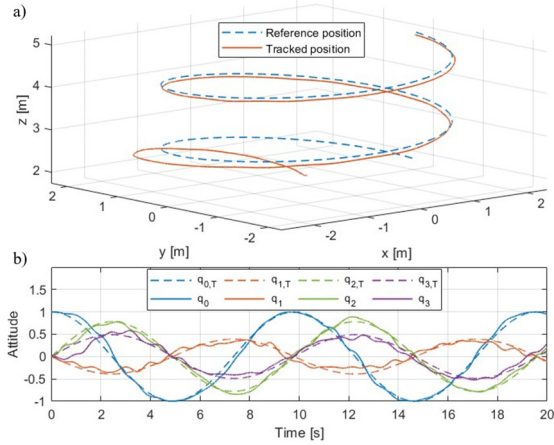 a)
Reference position
Tracked position
5
4
3
2
z [m]
2
1
0
-1
-2
y [m]
-2
-1
0
1
2
x [m]
b)
q0,T q1,T q2,T q3,T
q0 q1 q2 q3
1.5
1
0.5
0
-0.5
-1
Attitude
0 2 4 6 8 10 12 14 16 18 20
Time [s]